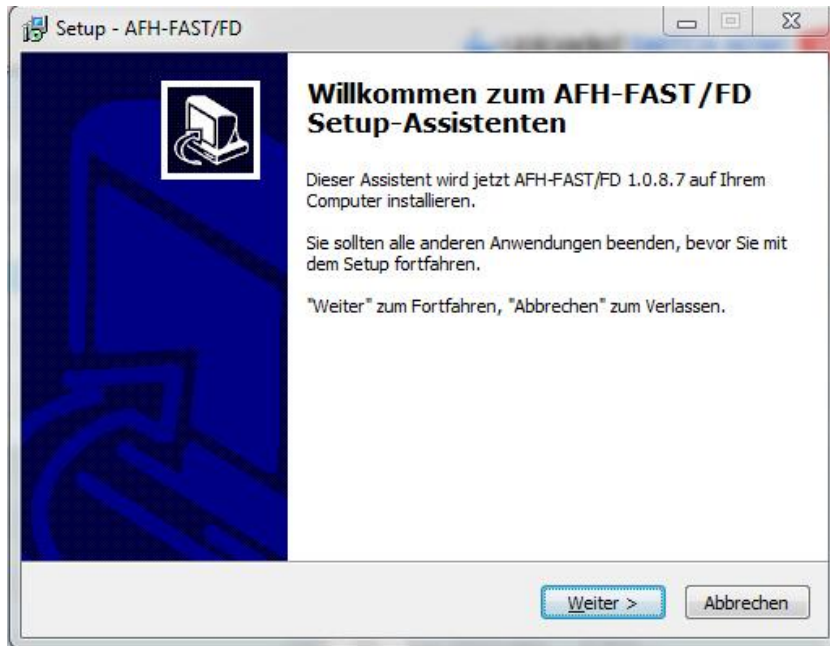 Setup - AFH-FAST/FD
Willkommen zum AFH-FAST/FD
Setup-Assistenten
Dieser Assistent wird jetzt AFH-FAST/FD 1.0.8.7 auf Ihrem
Computer installieren.
Sie sollten alle anderen Anwendungen beenden, bevor Sie mit
dem Setup fortfahren.
"Weiter" zum Fortfahren, "Abbrechen" zum Verlassen.
Weiter >
Abbrechen